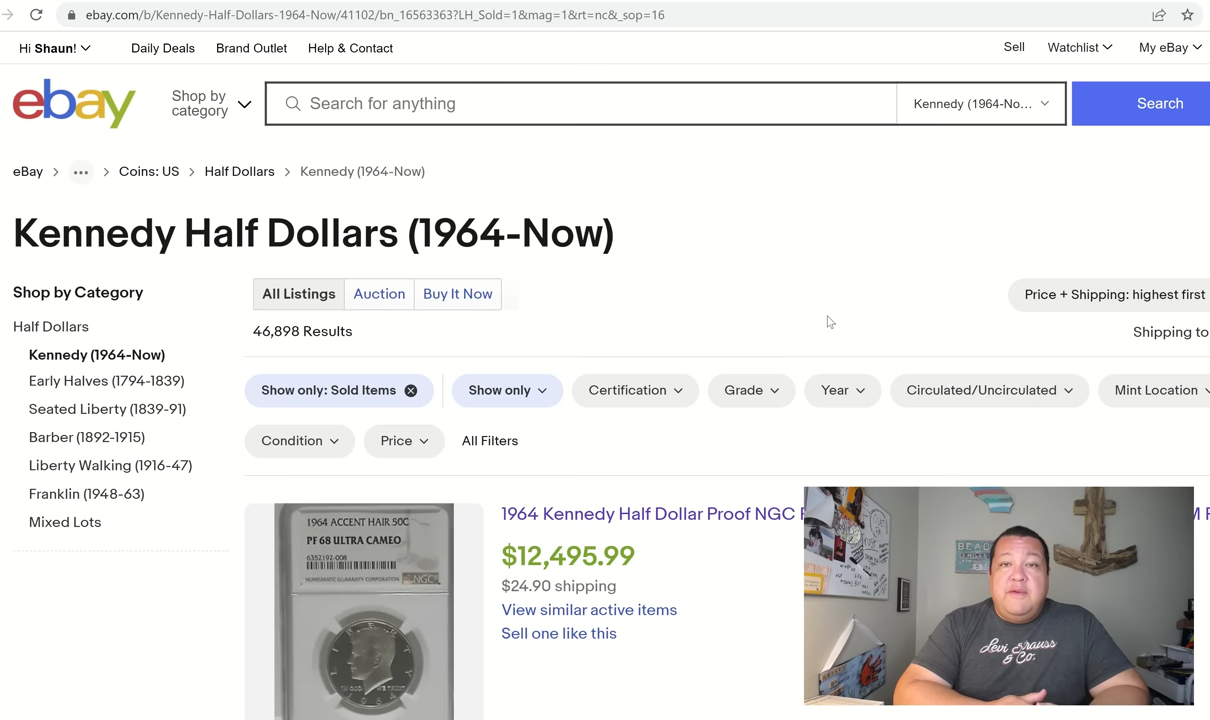 ebay.com/b/Kennedy-Half-Dollars-1964-Now/41102/bn_16563363?LH_Sold=1&mag=1&rt=nc&_sop=16
Hi Shaun! Daily Deals Brand Outlet Help & Contact Sell Watchlist My eBay
ebay Shop by category Search for anything Kennedy (1964-No... Search
eBay ... Coins: US Half Dollars Kennedy (1964-Now)
Kennedy Half Dollars (1964-Now)
Shop by Category
Half Dollars
Kennedy (1964-Now)
Early Halves (1794-1839)
Seated Liberty (1839-91)
Barber (1892-1915)
Liberty Walking (1916-47)
Franklin (1948-63)
Mixed Lots
All Listings Auction Buy It Now Price + Shipping: highest first
46,898 Results Shipping to
Show only: Sold Items Show only Certification Grade Year Circulated/Uncirculated Mint Location
Condition Price All Filters
1964 ACCENT HAIR 50C
PF 68 ULTRA CAMEO
6352192-008
NUMISMATIC GUARANTY CORPORATION NGC
1964 Kennedy Half Dollar Proof NGC
$12,495.99
$24.90 shipping
View similar active items
Sell one like this
Levi Strauss
& Co.